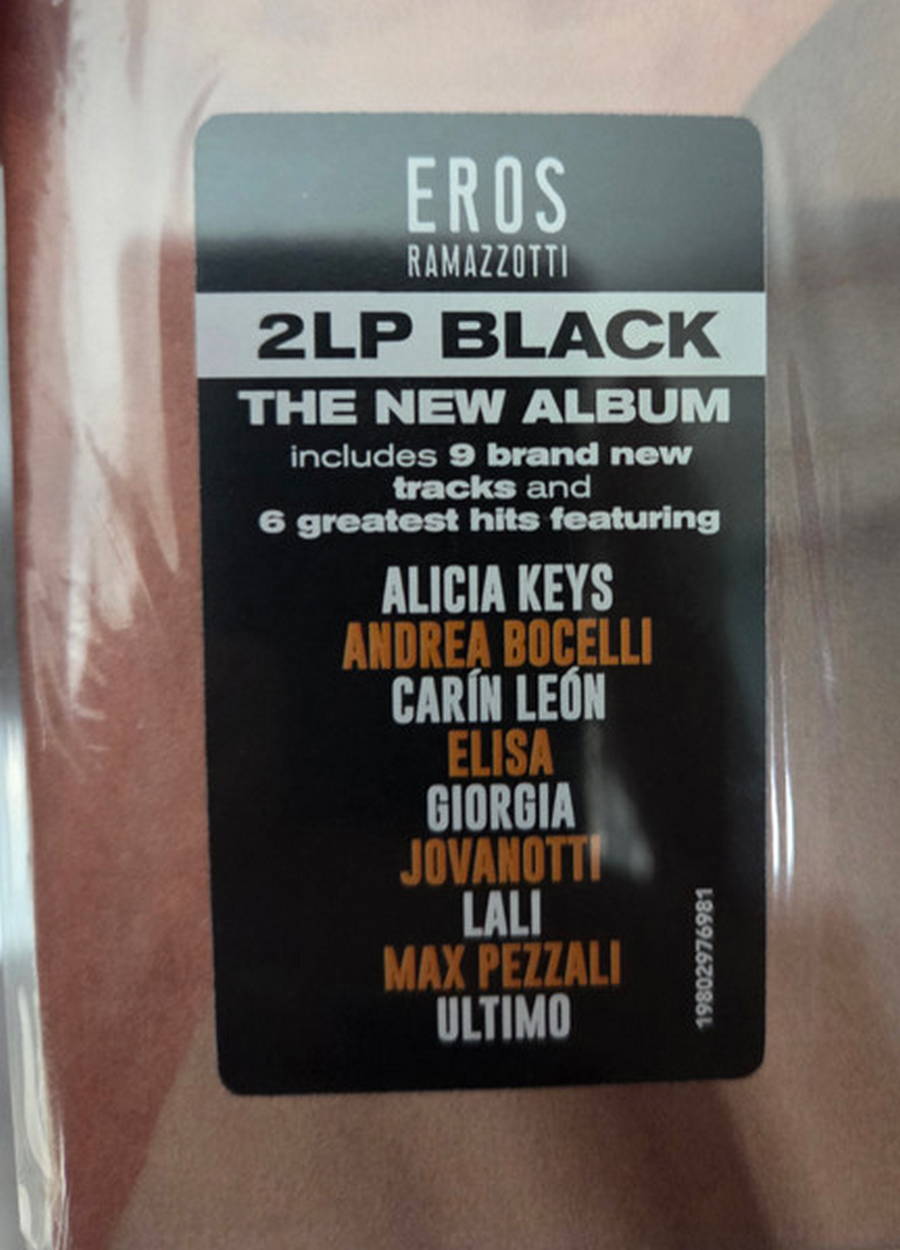 EROS
RAMAZZOTTI
2LP BLACK
THE NEW ALBUM
includes 9 brand new
tracks and
6 greatest hits featuring
ALICIA KEYS
ANDREA BOCELLI
CARÍN LEÓN
ELISA
GIORGIA
JOVANOTTI
LALI
MAX PEZZALI
ULTIMO
19802976981